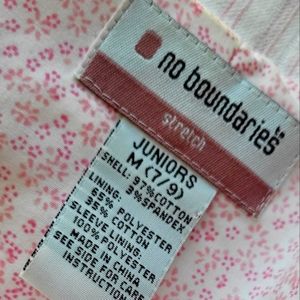 no boundaries
stretch
JUNIORS
M (7/9)
SHELL: 97% COTTON
3% SPANDEX
LINING:
65% POLYESTER
35% COTTON
SLEEVE LINING:
100% POLYESTER
MADE IN CHINA
SEE SIDE FOR CARE
INSTRUCTION